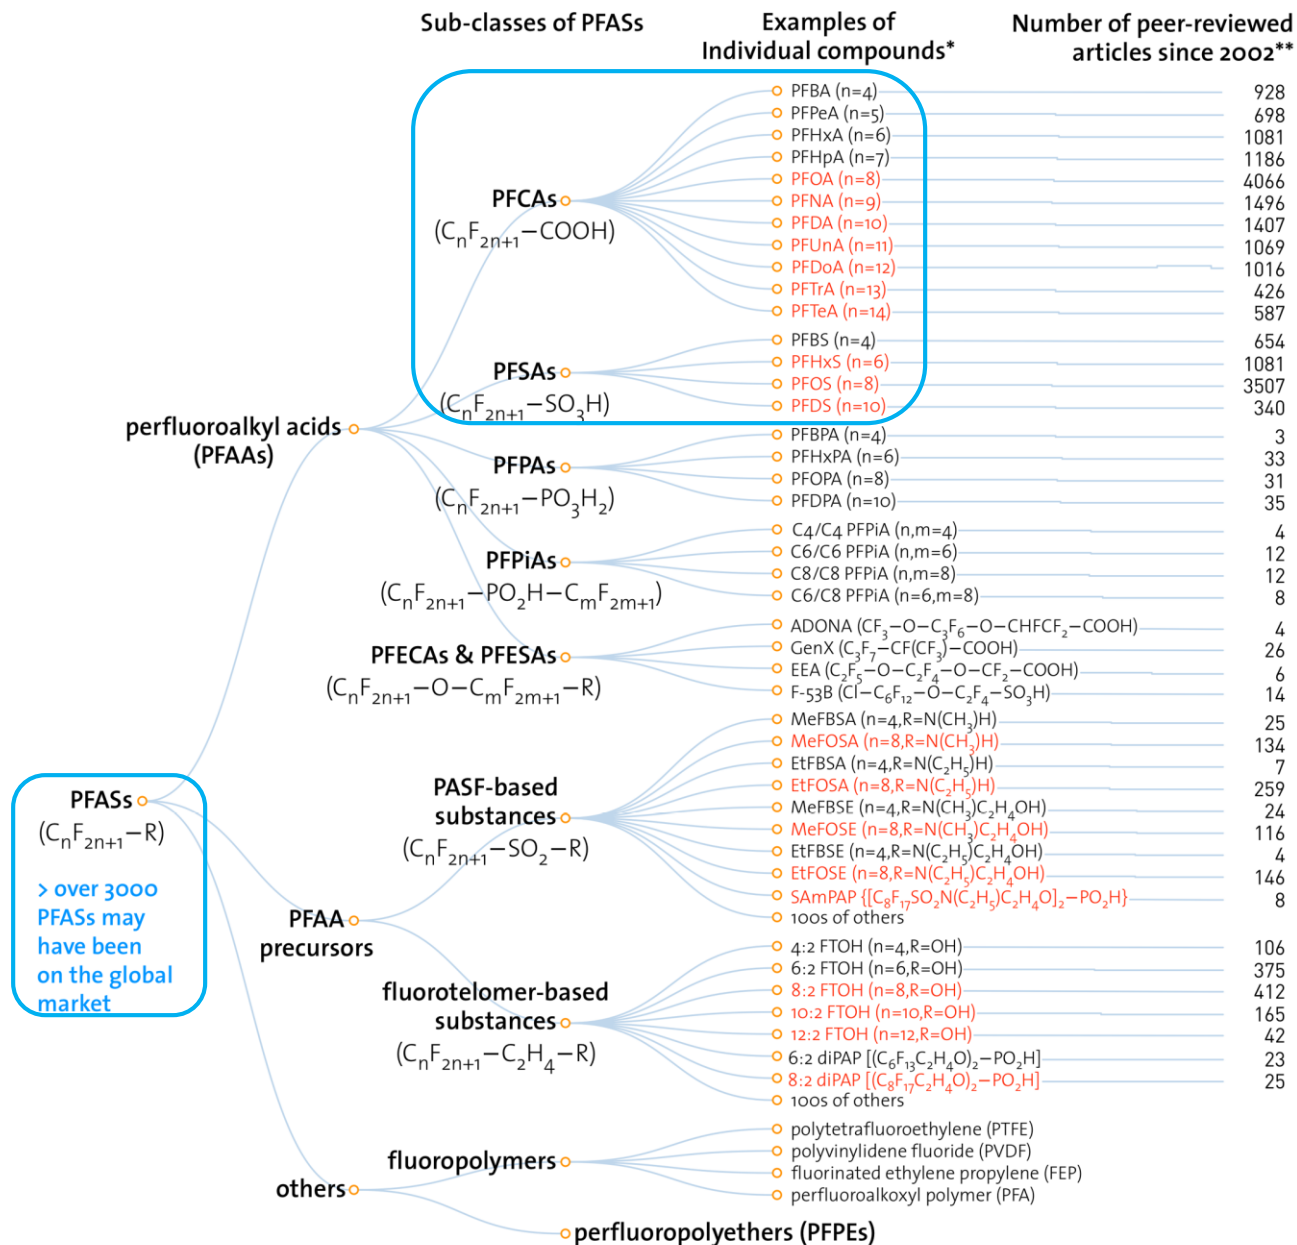 Sub-classes of PFASs
Examples of
Individual compounds*
Number of peer-reviewed
articles since 2002**
PFBA (n=4) 928
PFPeA (n=5) 698
PFHxA (n=6) 1081
PFHpA (n=7) 1186
PFOA (n=8) 4066
PFNA (n=9) 1496
PFDA (n=10) 1407
PFUnA (n=11) 1069
PFDoA (n=12) 1016
PFTrA (n=13) 426
PFTeA (n=14) 587
PFCAs
(CₙF₂ₙ₊₁–COOH)
PFBS (n=4) 654
PFHxS (n=6) 1081
PFOS (n=8) 3507
PFDS (n=10) 340
PFSAs
(CₙF₂ₙ₊₁–SO₃H)
perfluoroalkyl acids
(PFAAs)
PFBPA (n=4) 3
PFHxPA (n=6) 33
PFOPA (n=8) 31
PFDPA (n=10) 35
PFPAs
(CₙF₂ₙ₊₁–PO₃H₂)
C4/C4 PFPiA (n,m=4) 4
C6/C6 PFPiA (n,m=6) 12
C8/C8 PFPiA (n,m=8) 12
C6/C8 PFPiA (n=6,m=8) 8
PFPiAs
(CₙF₂ₙ₊₁–PO₂H–CₘF₂ₘ₊₁)
ADONA (CF₃–O–C₃F₆–O–CHFCF₂–COOH) 4
GenX (C₃F₇–CF(CF₃)–COOH) 26
EEA (C₂F₅–O–C₂F₄–O–CF₂–COOH) 6
F-53B (Cl–C₆F₁₂–O–C₂F₄–SO₃H) 14
PFECAs & PFESAs
(CₙF₂ₙ₊₁–O–CₘF₂ₘ₊₁–R)
MeFBSA (n=4,R=N(CH₃)H) 25
MeFOSA (n=8,R=N(CH₃)H) 134
EtFBSA (n=4,R=N(C₂H₅)H) 7
EtFOSA (n=8,R=N(C₂H₅)H) 259
MeFBSE (n=4,R=N(CH₃)C₂H₄OH) 24
MeFOSE (n=8,R=N(CH₃)C₂H₄OH) 116
EtFBSE (n=4,R=N(C₂H₅)C₂H₄OH) 4
EtFOSE (n=8,R=N(C₂H₅)C₂H₄OH) 146
SAmPAP {[C₈F₁₇SO₂N(C₂H₅)C₂H₄O]₂–PO₂H} 8
100s of others
PASF-based
substances
(CₙF₂ₙ₊₁–SO₂–R)
PFASs
(CₙF₂ₙ₊₁–R)
> over 3000
PFASs may
have been
on the global
market
PFAA
precursors
4:2 FTOH (n=4,R=OH) 106
6:2 FTOH (n=6,R=OH) 375
8:2 FTOH (n=8,R=OH) 412
10:2 FTOH (n=10,R=OH) 165
12:2 FTOH (n=12,R=OH) 42
6:2 diPAP [(C₆F₁₃C₂H₄O)₂–PO₂H] 23
8:2 diPAP [(C₈F₁₇C₂H₄O)₂–PO₂H] 25
100s of others
fluorotelomer-based
substances
(CₙF₂ₙ₊₁–C₂H₄–R)
polytetrafluoroethylene (PTFE)
polyvinylidene fluoride (PVDF)
fluorinated ethylene propylene (FEP)
perfluoroalkoxyl polymer (PFA)
fluoropolymers
others
perfluoropolyethers (PFPEs)